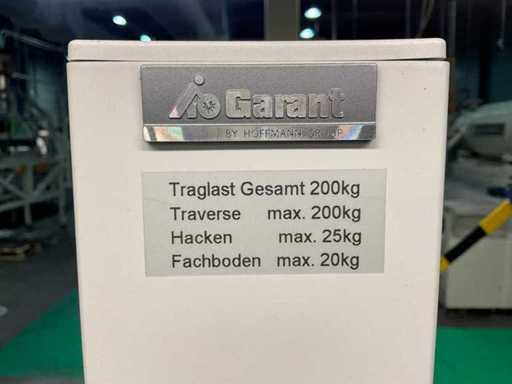 Garant
BY HOFFMANN GROUP
Traglast Gesamt 200kg
Traverse max. 200kg
Hacken max. 25kg
Fachboden max. 20kg